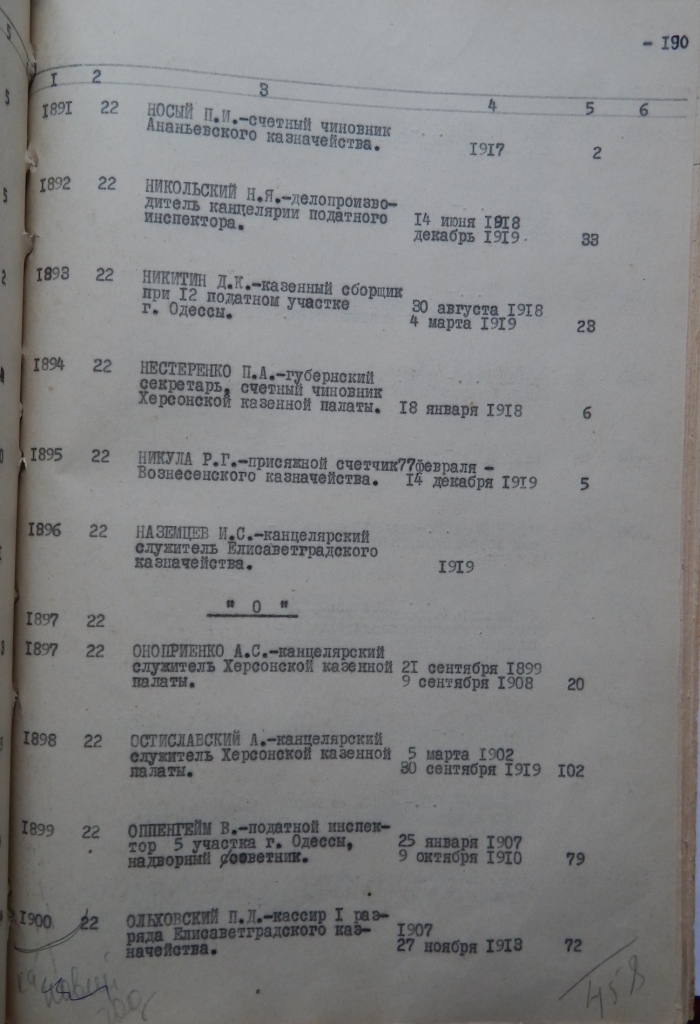 - 190
1 2 3 4 5 6
1891 22 НОСЫЙ П.И.-счетный чиновник
Ананьевского казначейства. 1917 2
1892 22 НИКОЛЬСКИЙ Н.Я.-делопроизво-
дитель канцелярии податного 14 июня 1918
инспектора. декабрь 1919. 33
1893 22 НИКИТИН Д.К.-казенный сборщик
при 12 податном участке 30 августа 1918
г. Одессы. 4 марта 1919 23
1894 22 НЕСТЕРЕНКО П.А.-губернский
секретарь, счетный чиновник
Херсонской казенной палаты. 18 января 1918 6
1895 22 НИКУЛА Р.Г.-присяжной счетчик 77февраля -
Вознесенского казначейства. 14 декабря 1919 5
1896 22 НАЗЕМЦЕВ И.С.-канцелярский
служитель Елисаветградского
казначейства. 1919
" О "
1897 22
1897 22 ОНОПРИЕНКО А.С.-канцелярский
служитель Херсонской казенной 21 сентября 1899
палаты. 9 сентября 1908 20
1898 22 ОСТИСЛАВСКИЙ А.-канцелярский
служитель Херсонской казенной 5 марта 1902
палаты. 30 сентября 1919 102
1899 22 ОППЕНГЕЙМ В.-податной инспек-
тор 5 участка г. Одессы, 25 января 1907
надворный советник. 9 октября 1910 79
1900 22 ОЛЬХОВСКИЙ П.Д.-кассир I раз-
ряда Елисаветградского каз- 1907
начейства. 27 ноября 1913 72
458